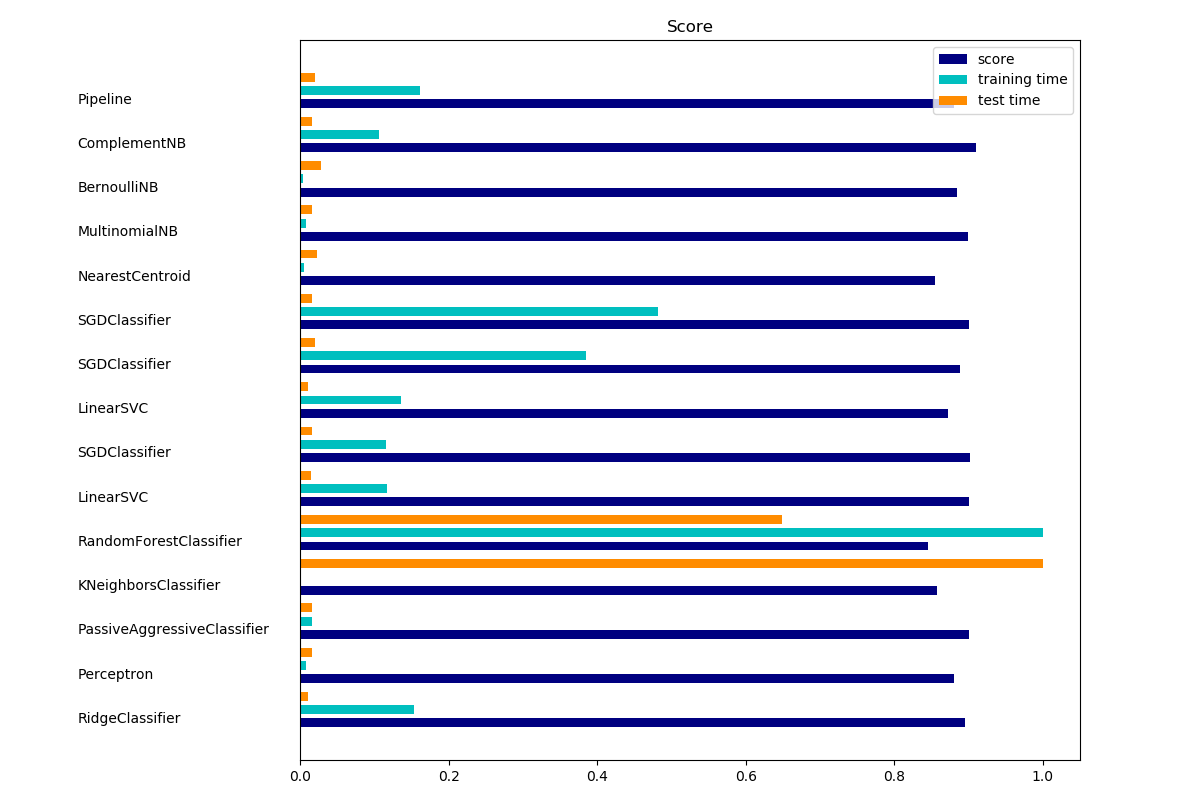 Score
score
training time
test time
Pipeline
ComplementNB
BernoulliNB
MultinomialNB
NearestCentroid
SGDClassifier
SGDClassifier
LinearSVC
SGDClassifier
LinearSVC
RandomForestClassifier
KNeighborsClassifier
PassiveAggressiveClassifier
Perceptron
RidgeClassifier
0.0 0.2 0.4 0.6 0.8 1.0